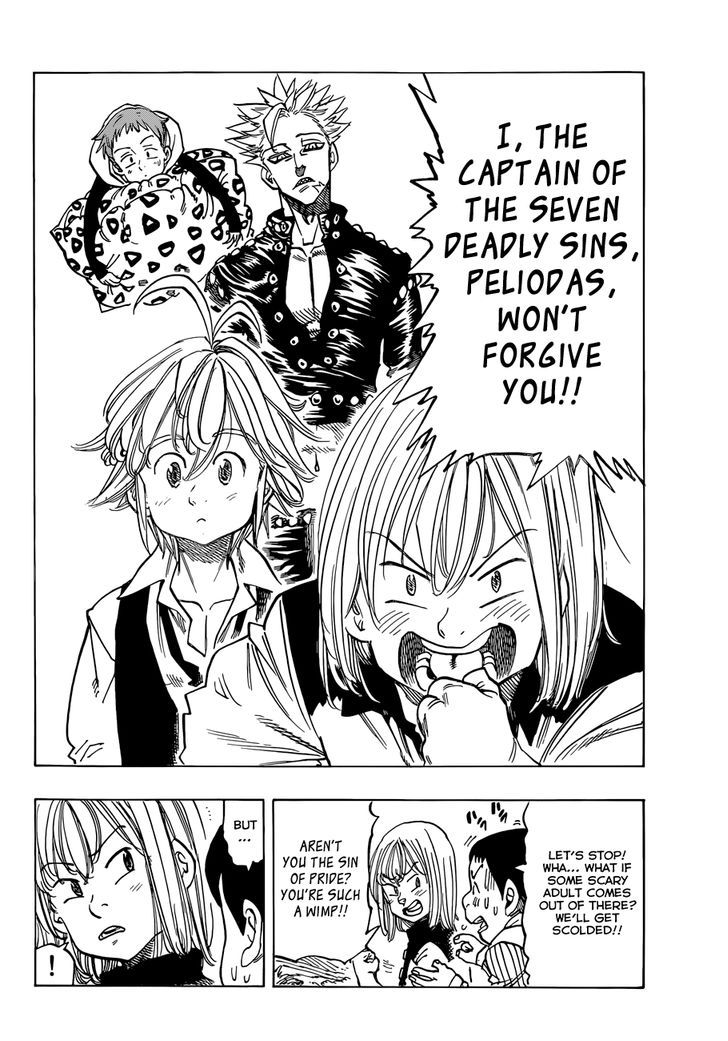 I, THE
CAPTAIN OF
THE SEVEN
DEADLY SINS,
PELIODAS,
WON'T
FORGIVE
YOU!!
LET'S STOP!
WHA... WHAT IF
SOME SCARY
ADULT COMES
OUT OF THERE?
WE'LL GET
SCOLDED!!
AREN'T
YOU THE SIN
OF PRIDE?
YOU'RE SUCH
A WIMP!!
BUT
...
!